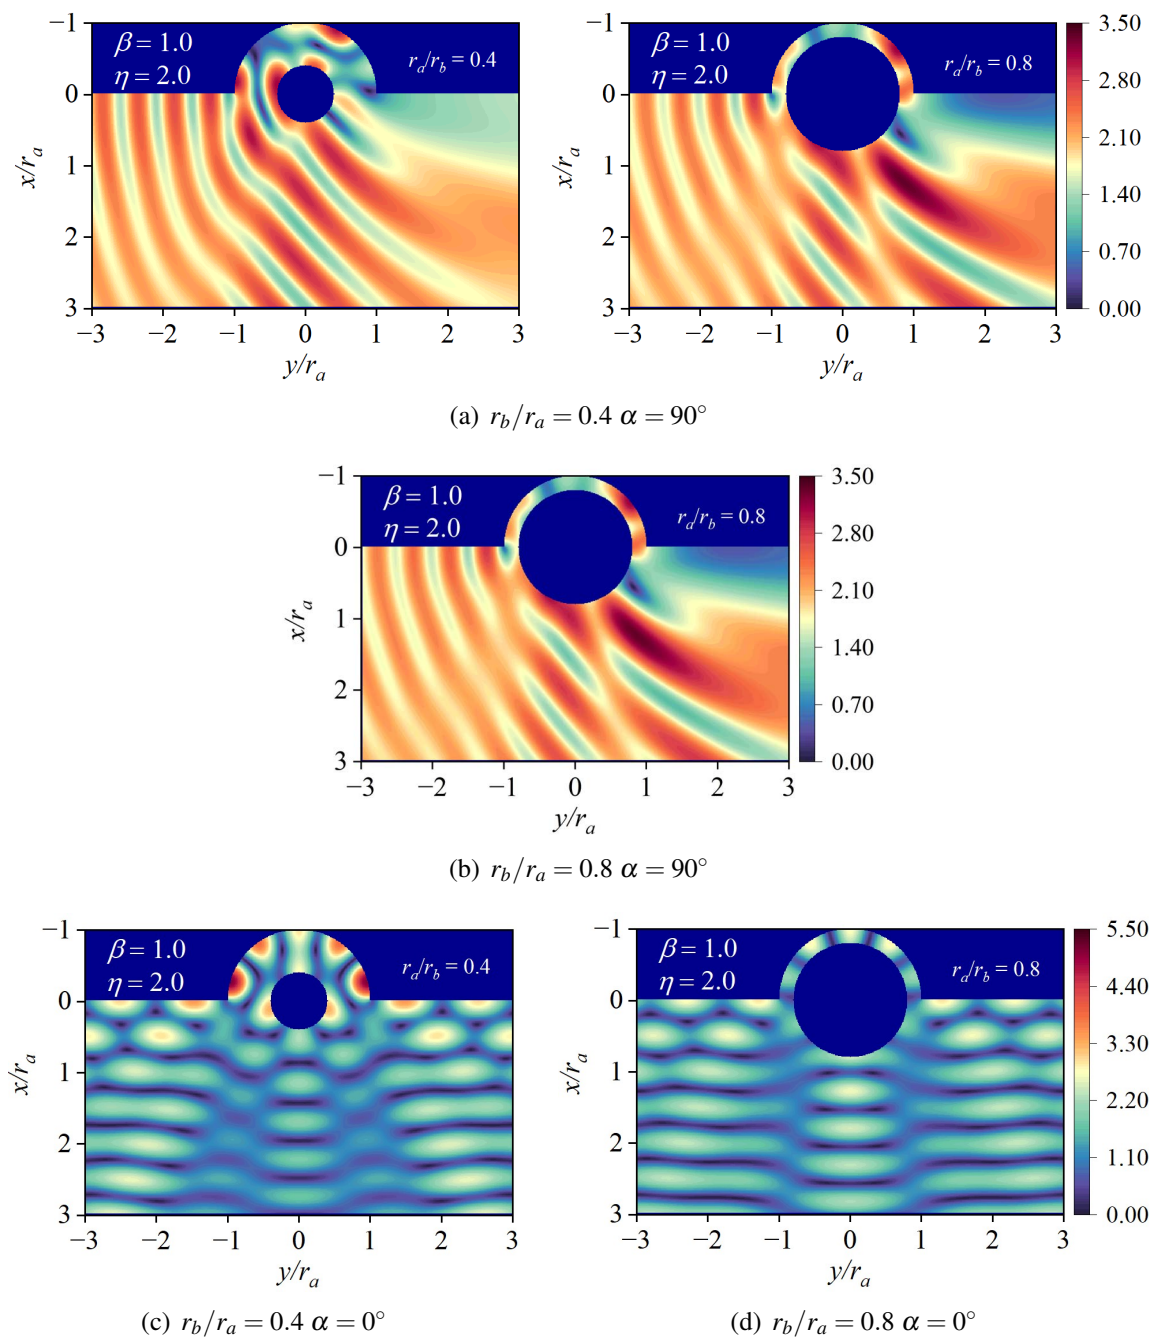 −1
0
1
2
3
x/r_a
β = 1.0
η = 2.0
r_a/r_b = 0.4
−3 −2 −1 0 1 2 3
y/r_a
−1
0
1
2
3
x/r_a
β = 1.0
η = 2.0
r_a/r_b = 0.8
−3 −2 −1 0 1 2 3
y/r_a
3.50
2.80
2.10
1.40
0.70
0.00
(a) r_b/r_a = 0.4 α = 90°
−1
0
1
2
3
x/r_a
β = 1.0
η = 2.0
r_a/r_b = 0.8
−3 −2 −1 0 1 2 3
y/r_a
3.50
2.80
2.10
1.40
0.70
0.00
(b) r_b/r_a = 0.8 α = 90°
−1
0
1
2
3
x/r_a
β = 1.0
η = 2.0
r_a/r_b = 0.4
−3 −2 −1 0 1 2 3
y/r_a
(c) r_b/r_a = 0.4 α = 0°
−1
0
1
2
3
x/r_a
β = 1.0
η = 2.0
r_a/r_b = 0.8
−3 −2 −1 0 1 2 3
y/r_a
5.50
4.40
3.30
2.20
1.10
0.00
(d) r_b/r_a = 0.8 α = 0°